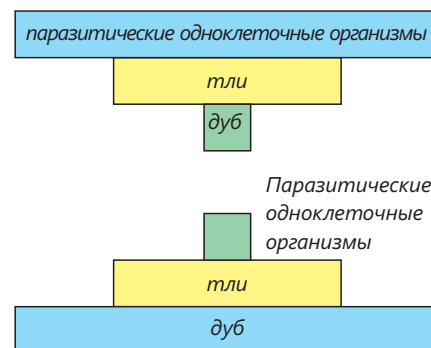 паразитические одноклеточные организмы
тли
дуб
Паразитические
одноклеточные
организмы
тли
дуб